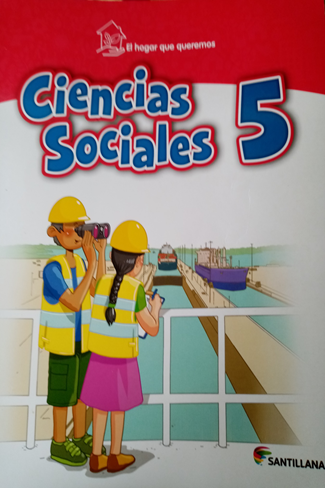 El hogar que queremos
Ciencias
Sociales 5
SANTILLANA